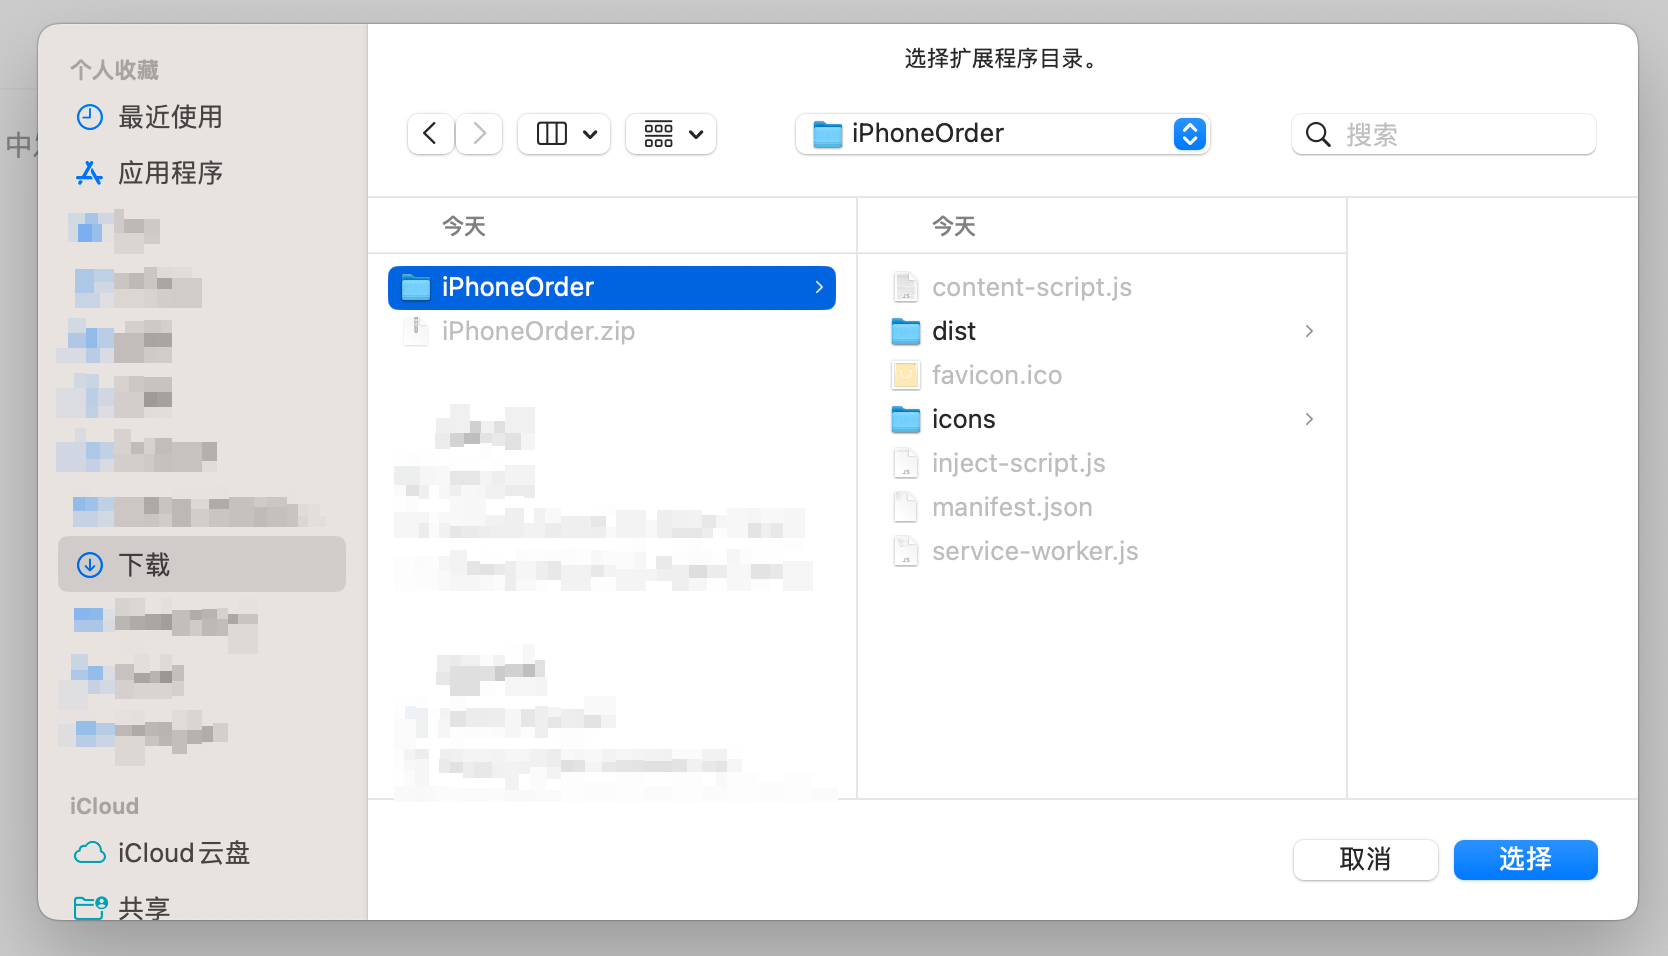 选择扩展程序目录。
个人收藏
最近使用
应用程序
下载
iCloud
iCloud云盘
共享
iPhoneOrder
搜索
今天
iPhoneOrder
iPhoneOrder.zip
今天
content-script.js
dist
favicon.ico
icons
inject-script.js
manifest.json
service-worker.js
取消
选择